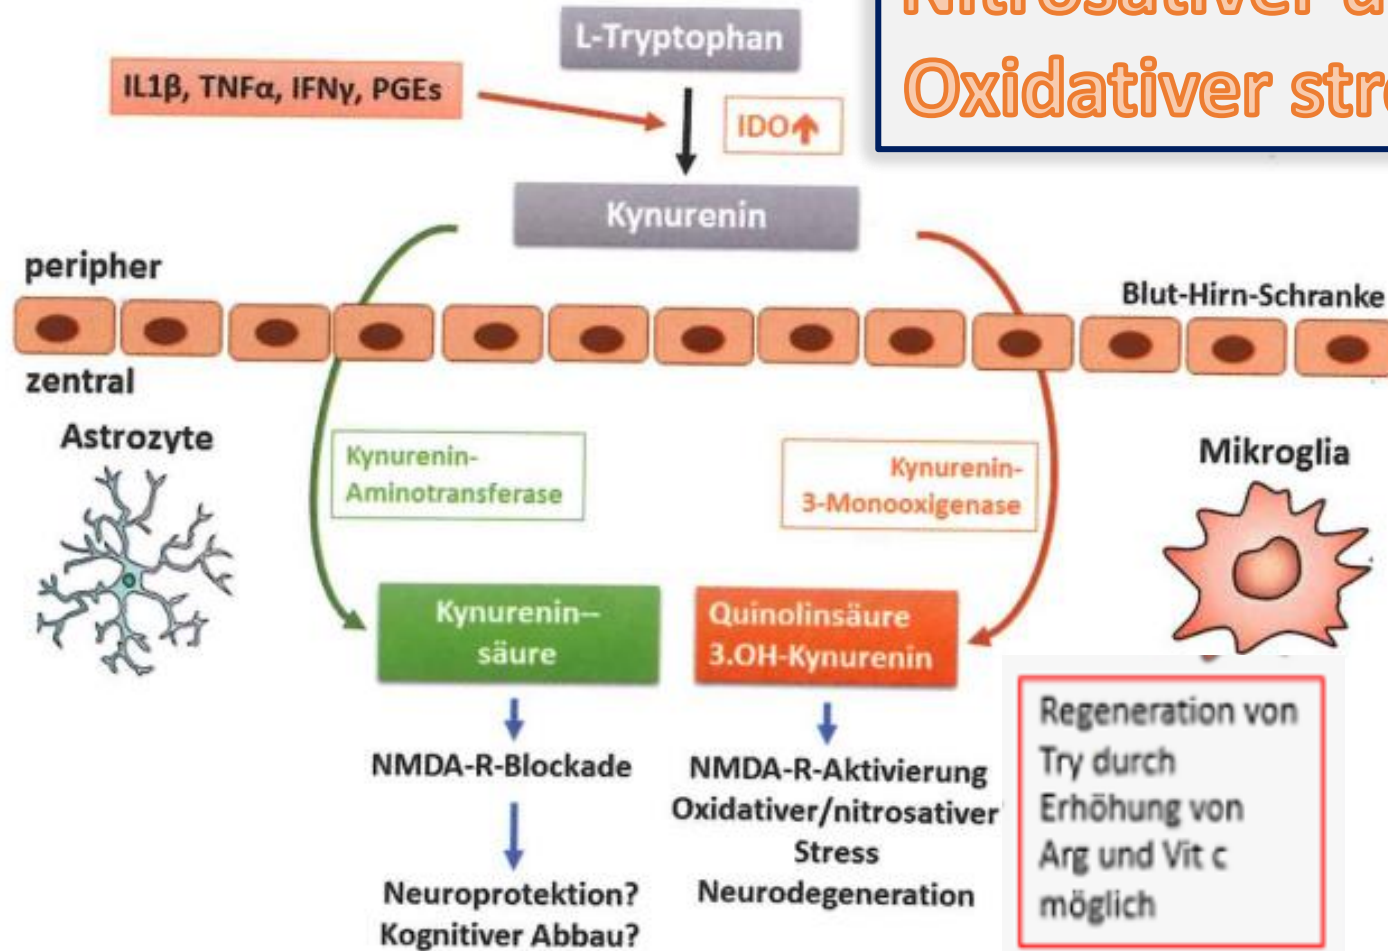 Nitrosativer
Oxidativer
L-Tryptophan
IL1β, TNFα, IFNγ, PGEs
IDO↑
Kynurenin
peripher
Blut-Hirn-Schranke
zentral
Astrozyte
Mikroglia
Kynurenin-
Aminotransferase
Kynurenin-
3-Monooxigenase
Kynurenin--
säure
Quinolinsäure
3.OH-Kynurenin
NMDA-R-Blockade
NMDA-R-Aktivierung
Oxidativer/nitrosativer
Stress
Neurodegeneration
Neuroprotektion?
Kognitiver Abbau?
Regeneration von
Try durch
Erhöhung von
Arg und Vit c
möglich